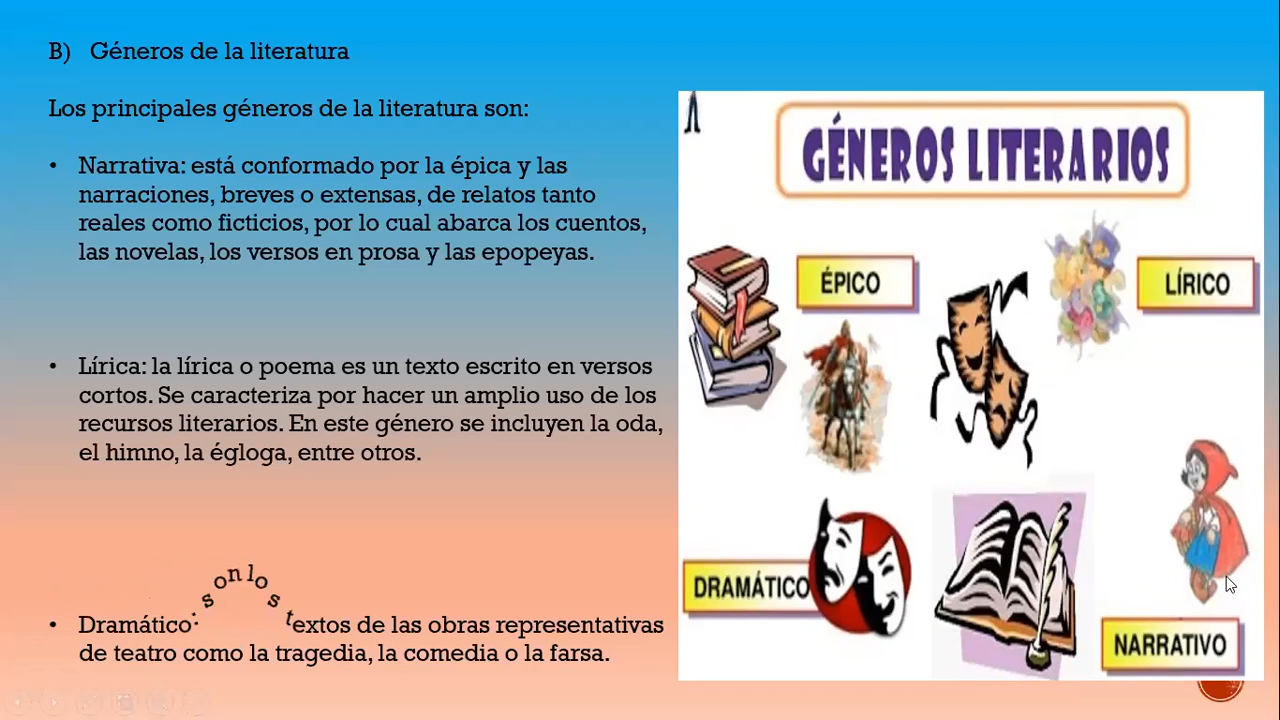 B) Géneros de la literatura
Los principales géneros de la literatura son:
• Narrativa: está conformado por la épica y las
narraciones, breves o extensas, de relatos tanto
reales como ficticios, por lo cual abarca los cuentos,
las novelas, los versos en prosa y las epopeyas.
• Lírica: la lírica o poema es un texto escrito en versos
cortos. Se caracteriza por hacer un amplio uso de los
recursos literarios. En este género se incluyen la oda,
el himno, la égloga, entre otros.
• Dramático: son los textos de las obras representativas
de teatro como la tragedia, la comedia o la farsa.
GÉNEROS LITERARIOS
ÉPICO
LÍRICO
DRAMÁTICO
NARRATIVO